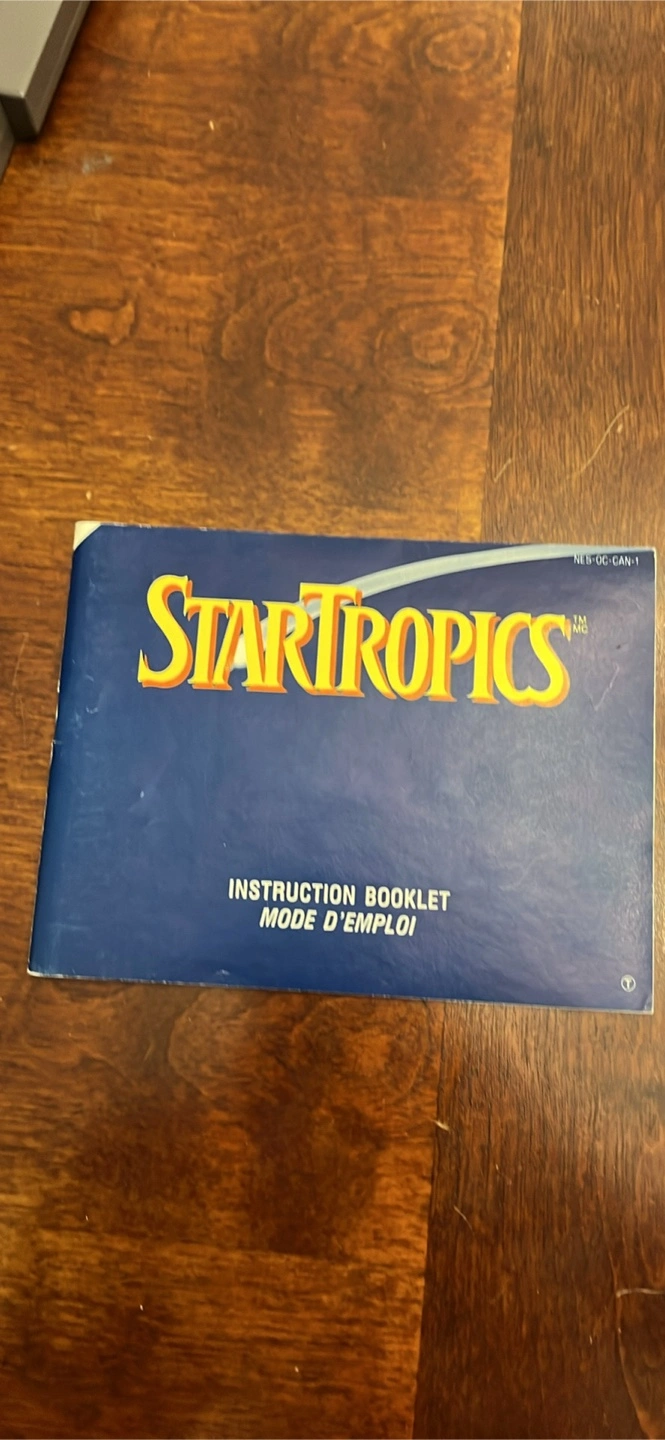 NES-OC-CAN-1
STARTROPICS
TM
MC
INSTRUCTION BOOKLET
MODE D'EMPLOI
T